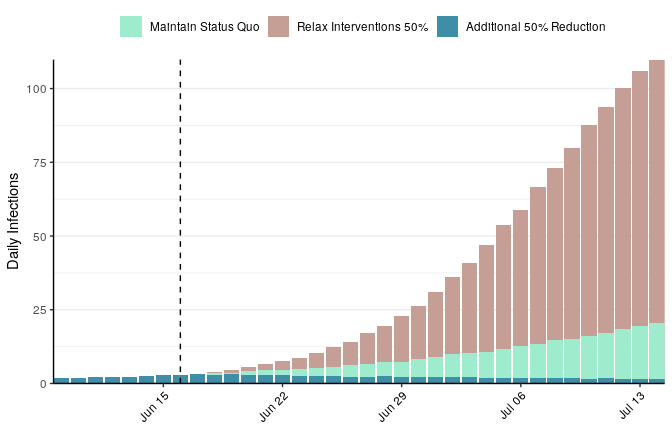 Maintain Status Quo Relax Interventions 50% Additional 50% Reduction
Daily Infections
100
75
50
25
0
Jun 15 Jun 22 Jun 29 Jul 06 Jul 13